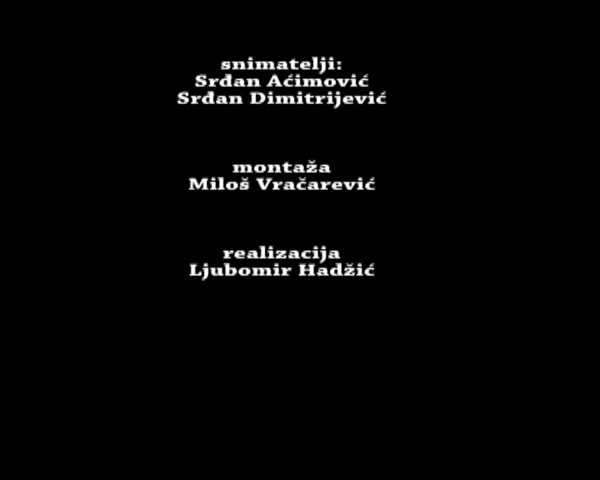 snimatelji:
Srđan Aćimović
Srđan Dimitrijević
montaža
Miloš Vračarević
realizacija
Ljubomir Hadžić